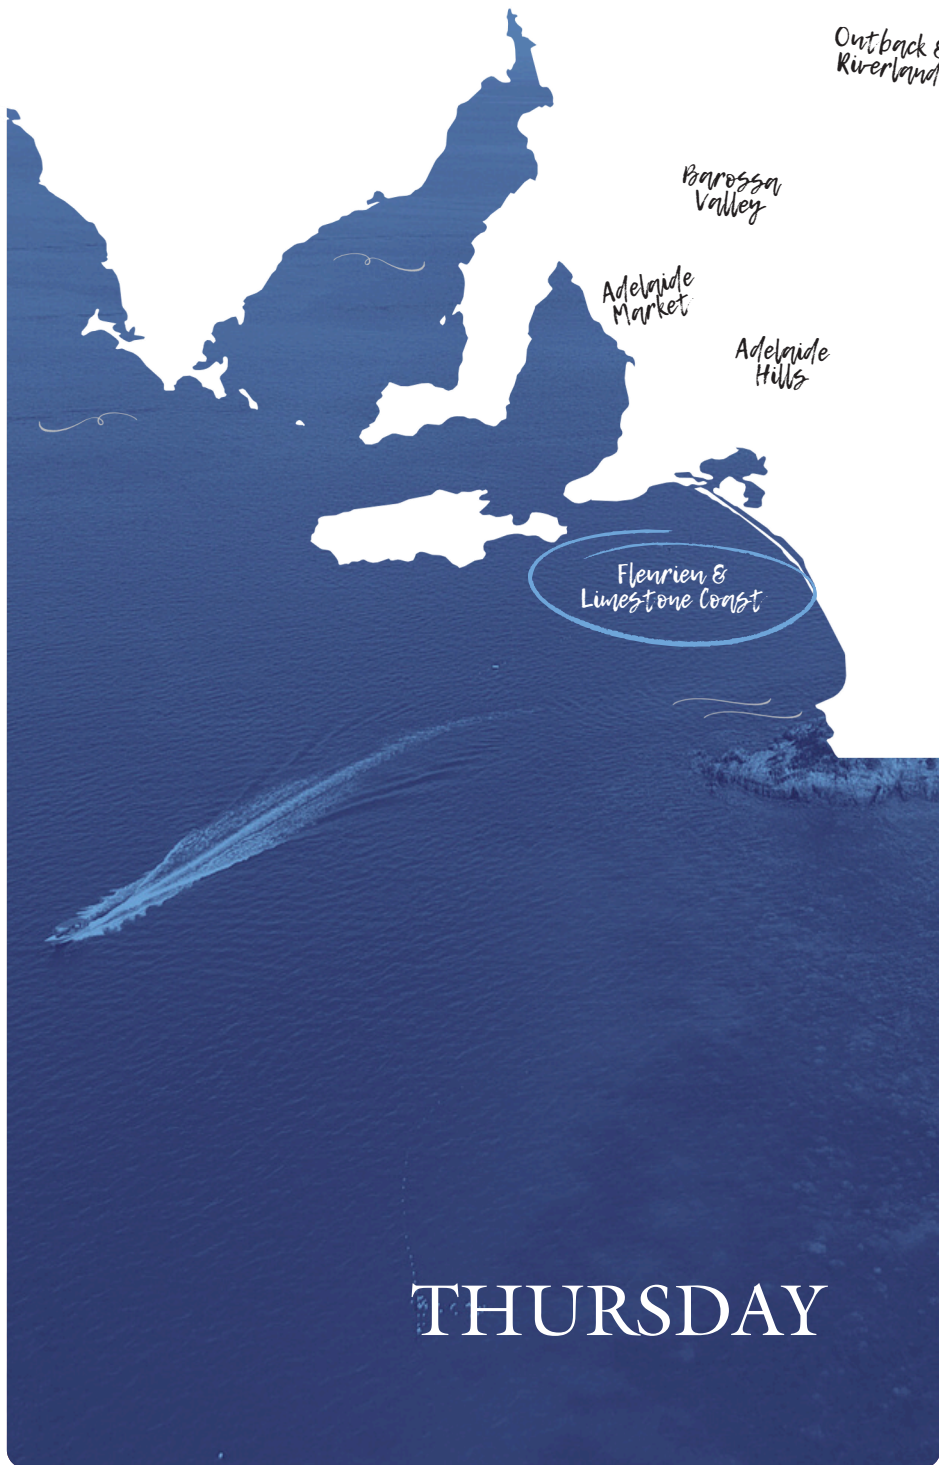 Outback &
Riverland
Barossa
Valley
Adelaide
Market
Adelaide
Hills
Fleurieu &
Limestone Coast
THURSDAY